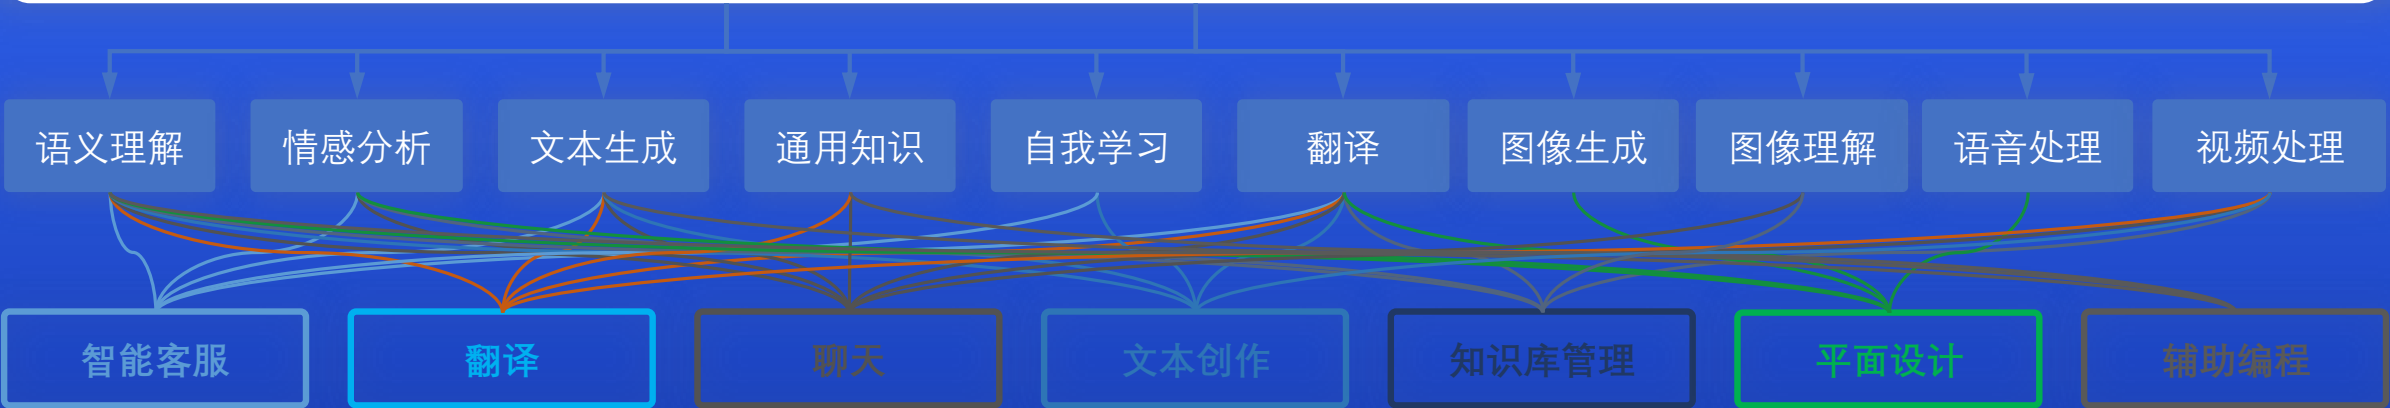 语义理解
情感分析
文本生成
通用知识
自我学习
翻译
图像生成
图像理解
语音处理
视频处理
智能客服
翻译
聊天
文本创作
知识库管理
平面设计
辅助编程